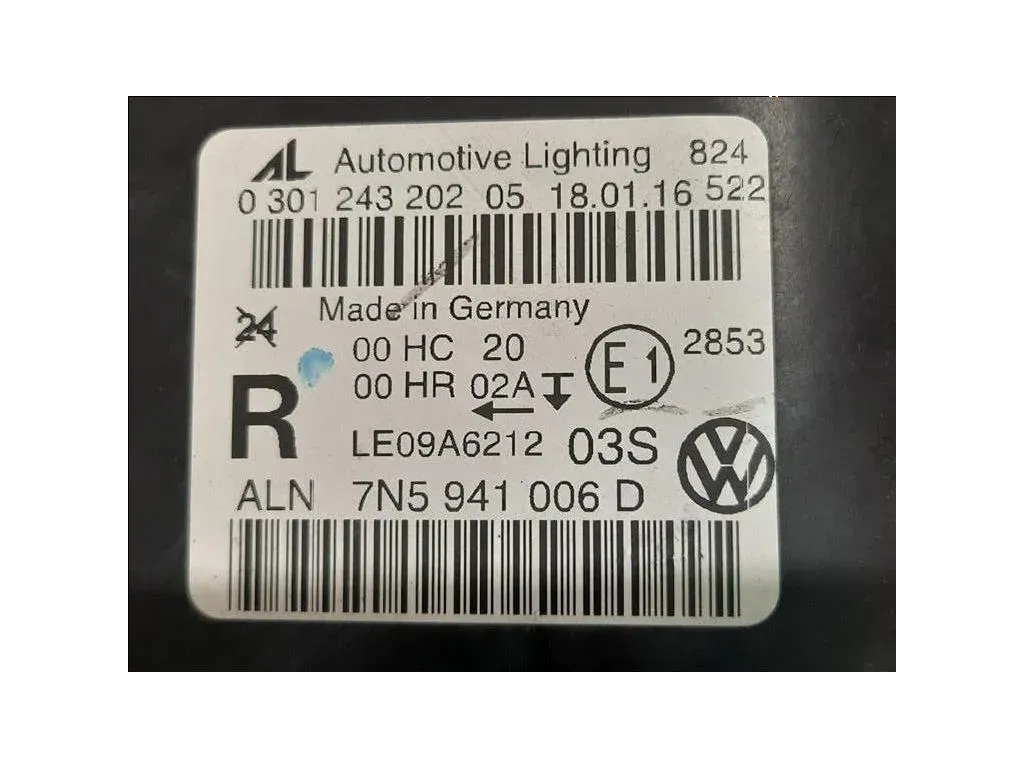 AL Automotive Lighting 824
0 301 243 202 05 18.01.16 522
Made in Germany
24
00 HC 20 E1 2853
00 HR 02A
R
LE09A6212 03S VW
ALN 7N5 941 006 D